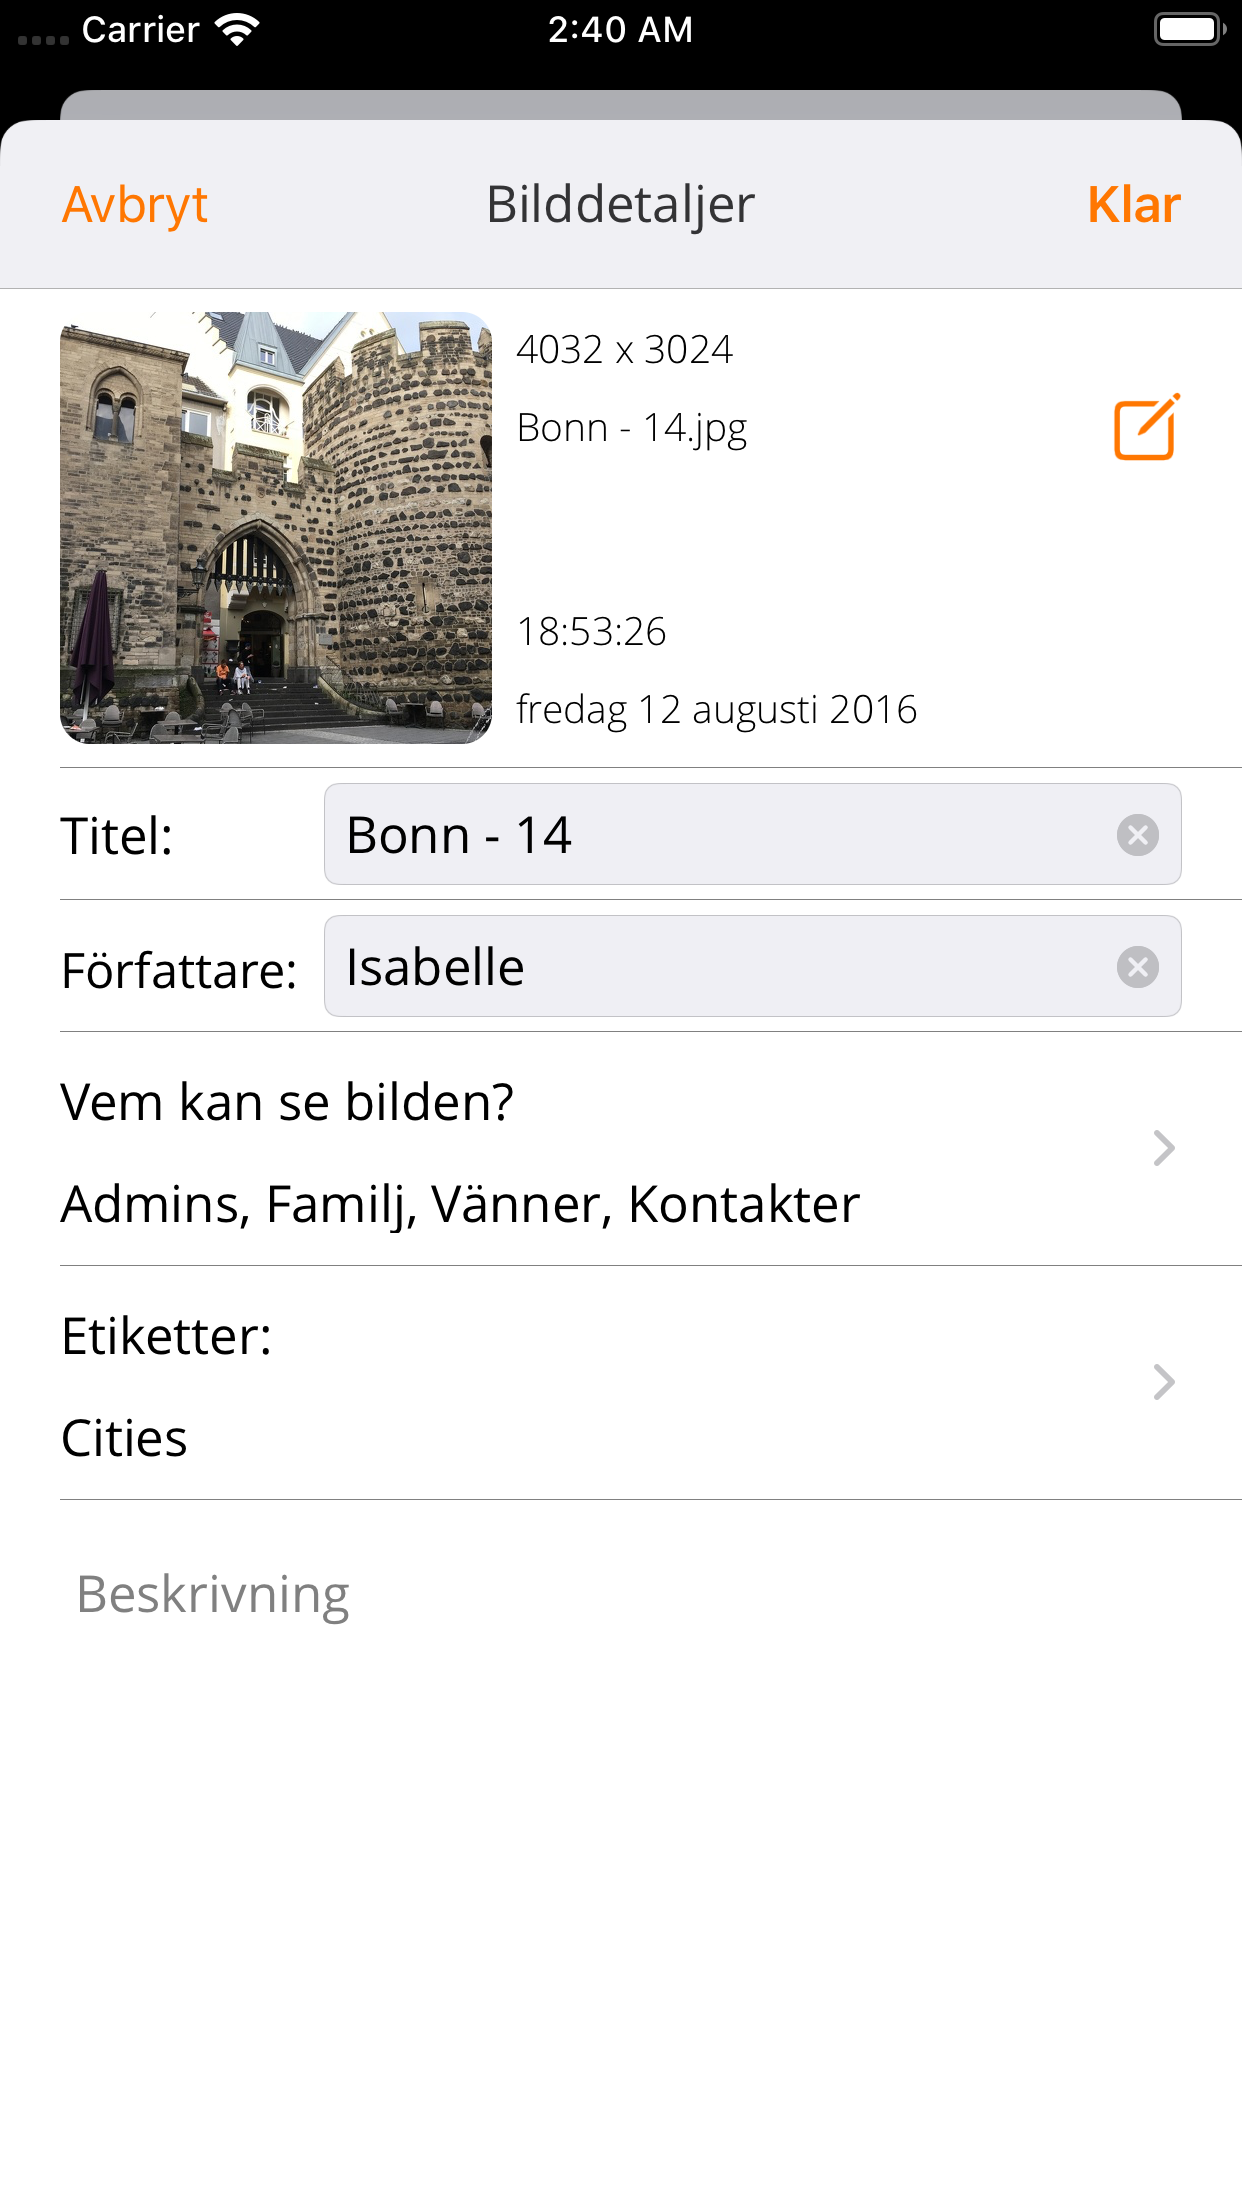 Carrier 2:40 AM
Avbryt Bilddetaljer Klar
4032 x 3024
Bonn - 14.jpg
18:53:26
fredag 12 augusti 2016
Titel: Bonn - 14
Författare: Isabelle
Vem kan se bilden?
Admins, Familj, Vänner, Kontakter
Etiketter:
Cities
Beskrivning